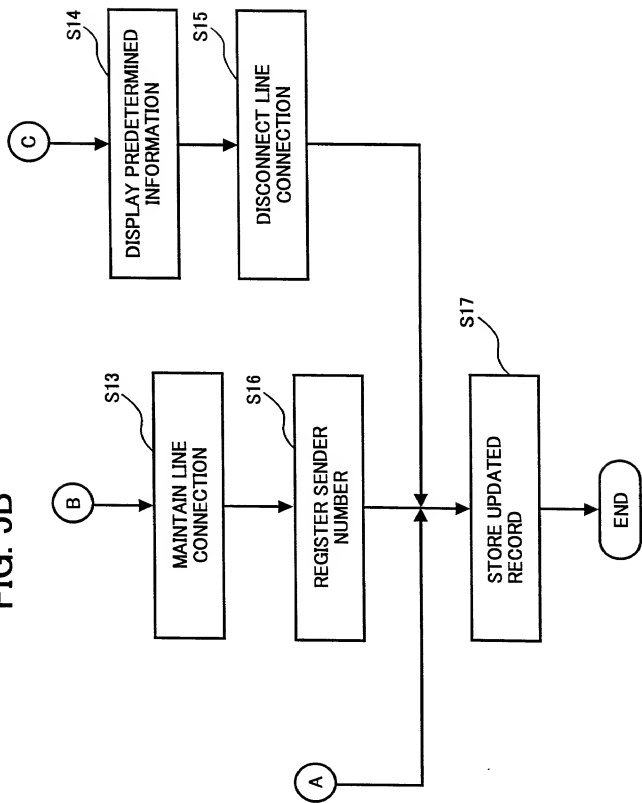 FIG.
B
C
S13
MAINTAIN LINE
CONNECTION
S14
DISPLAY PREDETERMINED
INFORMATION
S15
DISCONNECT LINE
CONNECTION
S16
REGISTER SENDER
NUMBER
A
S17
STORE UPDATED
RECORD
END